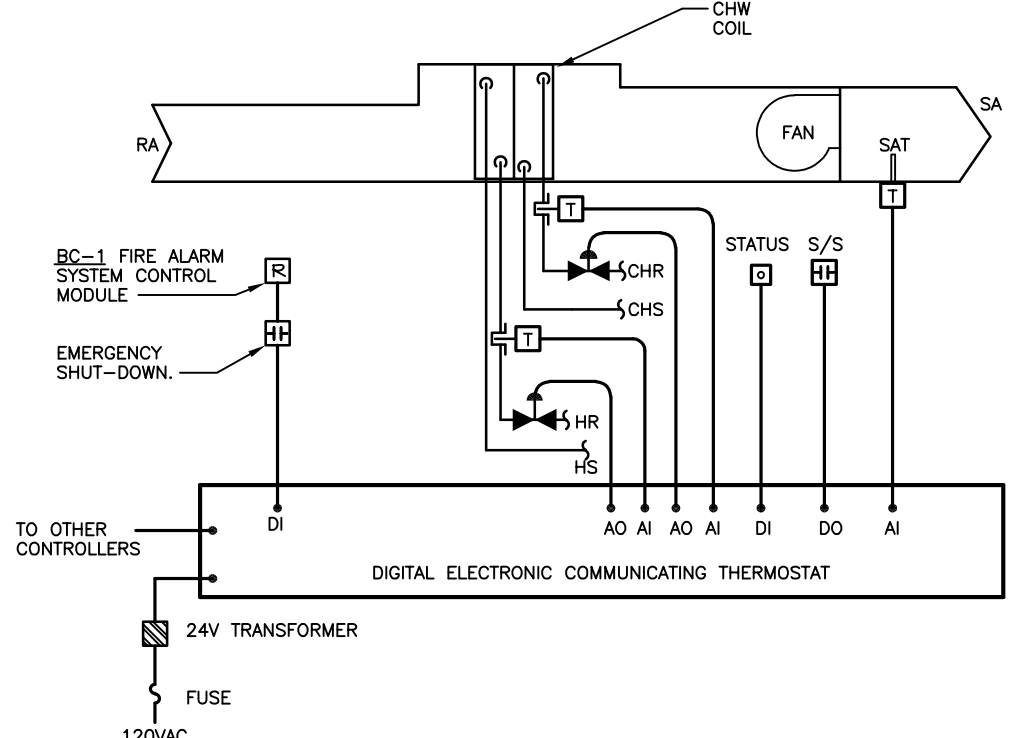 CHW
COIL
SA
RA
FAN
SAT
T
T
BC-1 FIRE ALARM
SYSTEM CONTROL
MODULE
R
STATUS S/S
CHR
CHS
EMERGENCY
SHUT-DOWN.
T
HR
HS
DI
AO AI AO AI DI DO AI
TO OTHER
CONTROLLERS
DIGITAL ELECTRONIC COMMUNICATING THERMOSTAT
24V TRANSFORMER
FUSE
120VAC